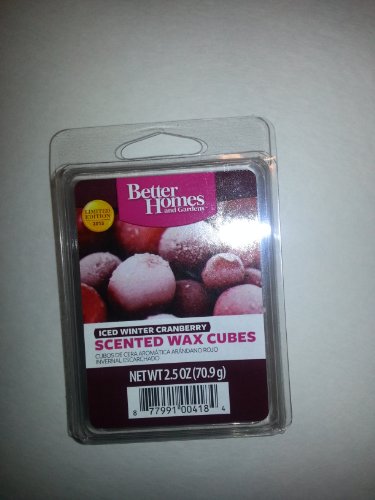 Better
Homes
and Gardens
LIMITED
EDITION
ICED WINTER CRANBERRY
SCENTED WAX CUBES
CUBOS DE CERA AROMÁTICA ARÁNDANO ROJO
INVERNAL ESCARCHADO
NET WT 2.5 OZ (70.9 g)
8 77991 00418 4